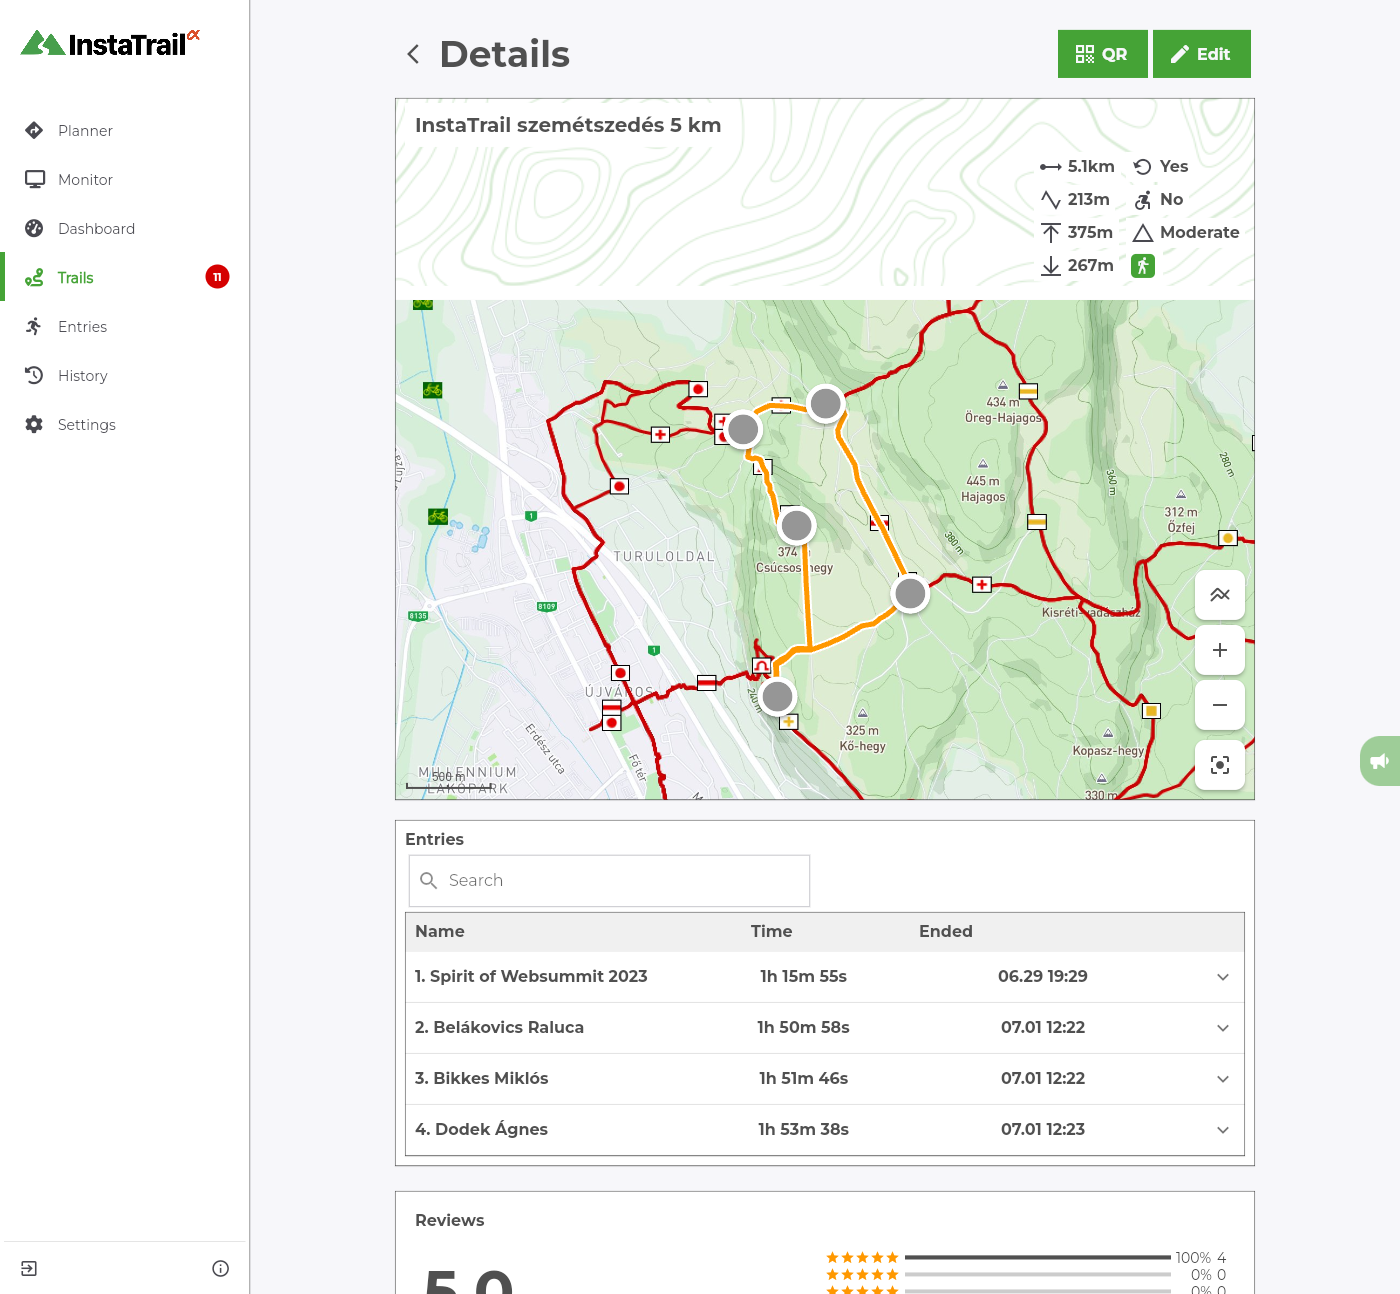 InstaTrail α
Planner
Monitor
Dashboard
Trails
11
Entries
History
Settings
Details
QR
Edit
InstaTrail szemétszedés 5 km
5.1km
Yes
213m
No
375m
Moderate
267m
434 m
Öreg-Hajagos
445 m
Hajagos
360 m
280 m
312 m
Őzfej
380 m
1
TURULOLDAL
374
Csúcsos-hegy
8109
8135
1
Kisréti-vadászház
ÚJVÁROS
240 m
Erdész utca
Fő tér
325 m
Kő-hegy
Kopasz-hegy
330 m
MILLENNIUM
LAKÓPARK
500 m
Entries
Search
Name Time Ended
1. Spirit of Websummit 2023 1h 15m 55s 06.29 19:29
2. Belákovics Raluca 1h 50m 58s 07.01 12:22
3. Bikkes Miklós 1h 51m 46s 07.01 12:22
4. Dodek Ágnes 1h 53m 38s 07.01 12:23
Reviews
5.0
100% 4
0% 0
0% 0